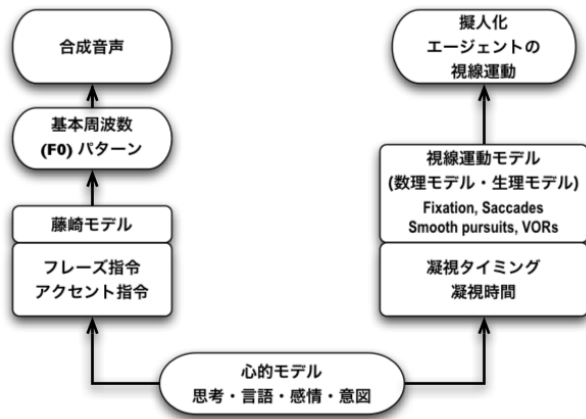 合成音声
基本周波数
(F0) パターン
藤崎モデル
フレーズ指令
アクセント指令
擬人化
エージェントの
視線運動
視線運動モデル
(数理モデル・生理モデル)
Fixation, Saccades
Smooth pursuits, VORs
凝視タイミング
凝視時間
心的モデル
思考・言語・感情・意図